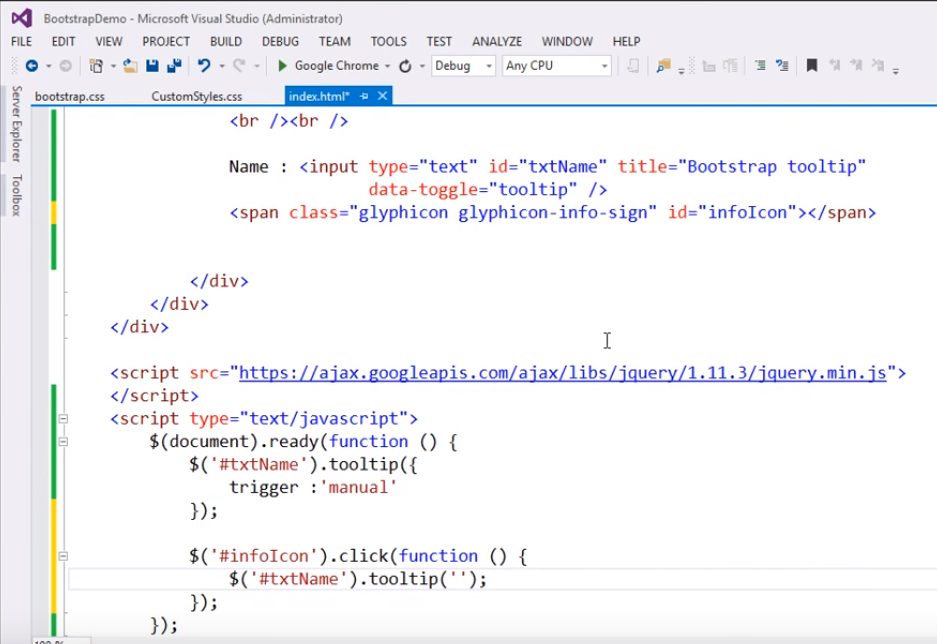 BootstrapDemo - Microsoft Visual Studio (Administrator)
FILE EDIT VIEW PROJECT BUILD DEBUG TEAM TOOLS TEST ANALYZE WINDOW HELP
Google Chrome Debug Any CPU
Server Explorer
Toolbox
bootstrap.css CustomStyles.css index.html*
<br /><br />
Name : <input type="text" id="txtName" title="Bootstrap tooltip"
data-toggle="tooltip" />
<span class="glyphicon glyphicon-info-sign" id="infoIcon"></span>
</div>
</div>
</div>
<script src="https://ajax.googleapis.com/ajax/libs/jquery/1.11.3/jquery.min.js">
</script>
<script type="text/javascript">
$(document).ready(function () {
$('#txtName').tooltip({
trigger :'manual'
});
$('#infoIcon').click(function () {
$('#txtName').tooltip('');
});
});